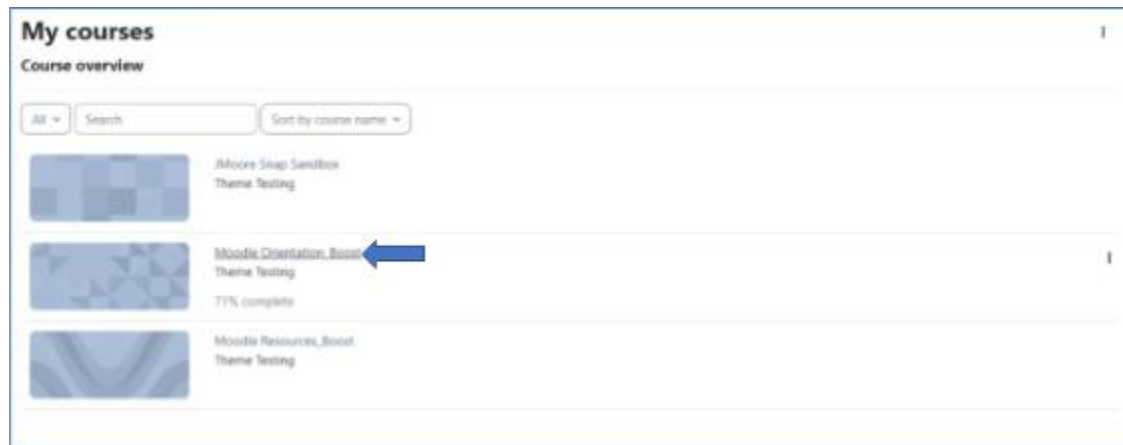 My courses
Course overview
All
Search
Sort by course name
JMoore Snap Sandbox
Theme Testing
Moodle Orientation_Boost
Theme Testing
71% complete
Moodle Resources_Boost
Theme Testing